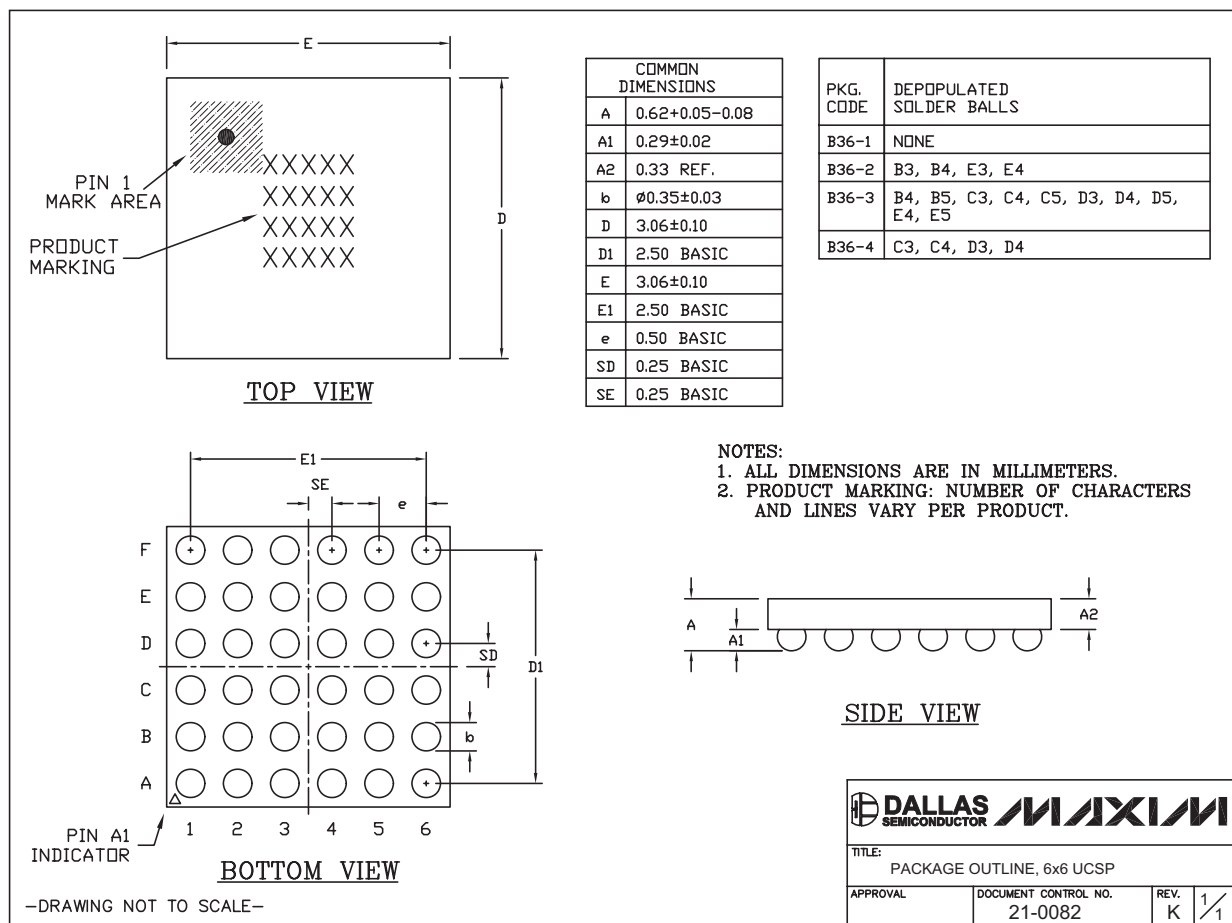 E
D
PIN 1
MARK AREA
XXXXX
XXXXX
XXXXX
XXXXX
PRODUCT
MARKING
TOP VIEW
COMMON
DIMENSIONS
A 0.62+0.05-0.08
A1 0.29±0.02
A2 0.33 REF.
b ø0.35±0.03
D 3.06±0.10
D1 2.50 BASIC
E 3.06±0.10
E1 2.50 BASIC
e 0.50 BASIC
SD 0.25 BASIC
SE 0.25 BASIC
PKG.
CODE
DEPOPULATED
SOLDER BALLS
B36-1 NONE
B36-2 B3, B4, E3, E4
B36-3 B4, B5, C3, C4, C5, D3, D4, D5,
E4, E5
B36-4 C3, C4, D3, D4
NOTES:
1. ALL DIMENSIONS ARE IN MILLIMETERS.
2. PRODUCT MARKING: NUMBER OF CHARACTERS
AND LINES VARY PER PRODUCT.
E1
SE
e
F
E
D
C
B
A
SD
D1
b
1 2 3 4 5 6
PIN A1
INDICATOR
BOTTOM VIEW
-DRAWING NOT TO SCALE-
A
A1
A2
SIDE VIEW
DALLAS
SEMICONDUCTOR
MAXIM
TITLE:
PACKAGE OUTLINE, 6x6 UCSP
APPROVAL
DOCUMENT CONTROL NO.
21-0082
REV.
K
1/1